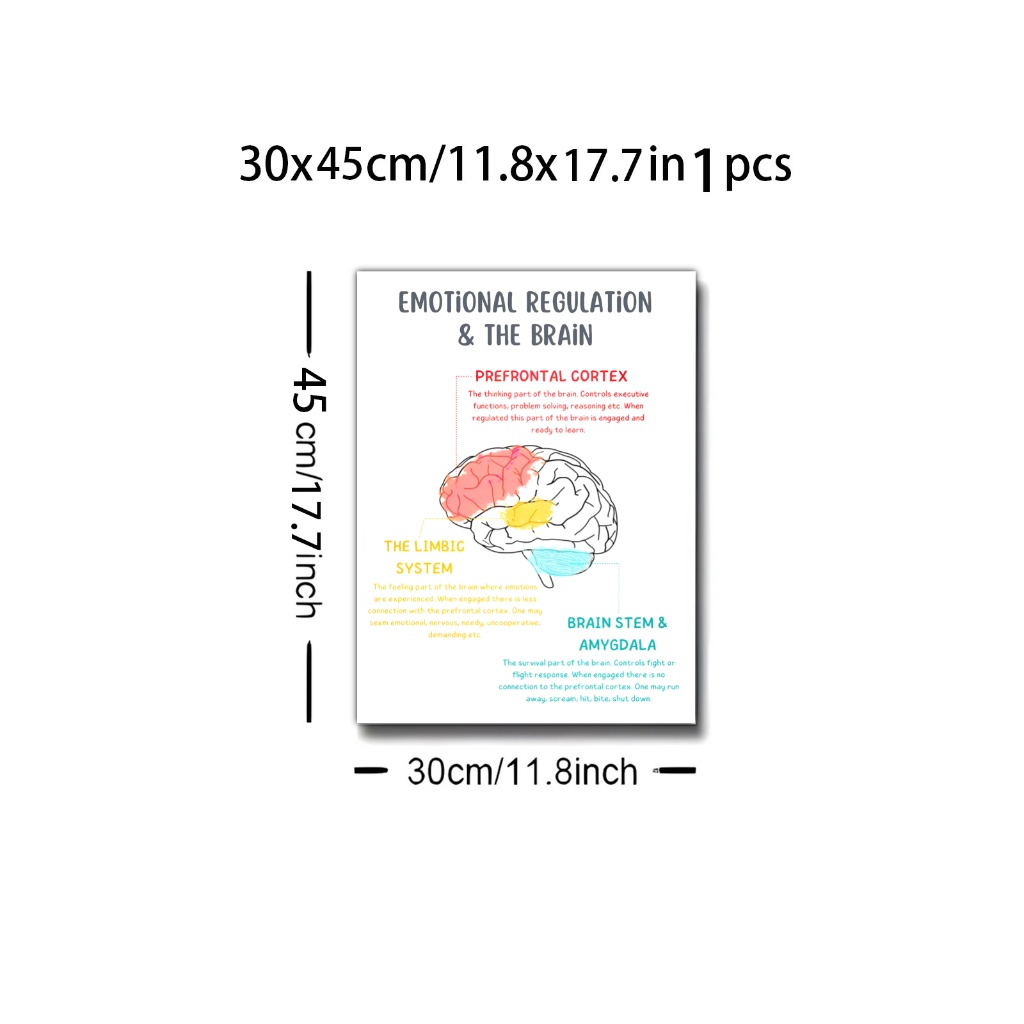 30x45cm/11.8x17.7in 1 pcs
EMOTiONAL REGULATiON
& THE BRAiN
PREFRONTAL CORTEX
The thinking part of the brain. Controls executive
functions, problem solving, reasoning etc. When
regulated this part of the brain is engaged and
ready to learn.
THE LIMBIC
SYSTEM
The feeling part of the brain where emotions
are experienced. When engaged there is less
connection with the prefrontal cortex. One may
seem emotional, nervous, needy, uncooperative,
demanding etc.
BRAIN STEM &
AMYGDALA
The survival part of the brain. Controls fight or
flight response. When engaged there is no
connection to the prefrontal cortex. One may run
away, scream, hit, bite, shut down.
45 cm/17.7inch
30cm/11.8inch